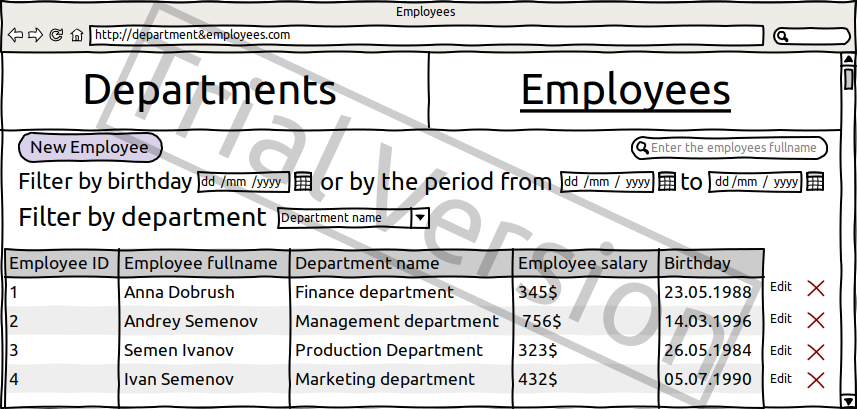 Employees
http://department&employees.com
Departments Employees
New Employee Enter the employees fullname
Filter by birthday dd /mm /yyyy or by the period from dd /mm / yyyy to dd /mm / yyyy
Filter by department Department name
Employee ID Employee fullname Department name Employee salary Birthday
1 Anna Dobrush Finance department 345$ 23.05.1988 Edit
2 Andrey Semenov Management department 756$ 14.03.1996 Edit
3 Semen Ivanov Production Department 323$ 26.05.1984 Edit
4 Ivan Semenov Marketing department 432$ 05.07.1990 Edit
Trial Version